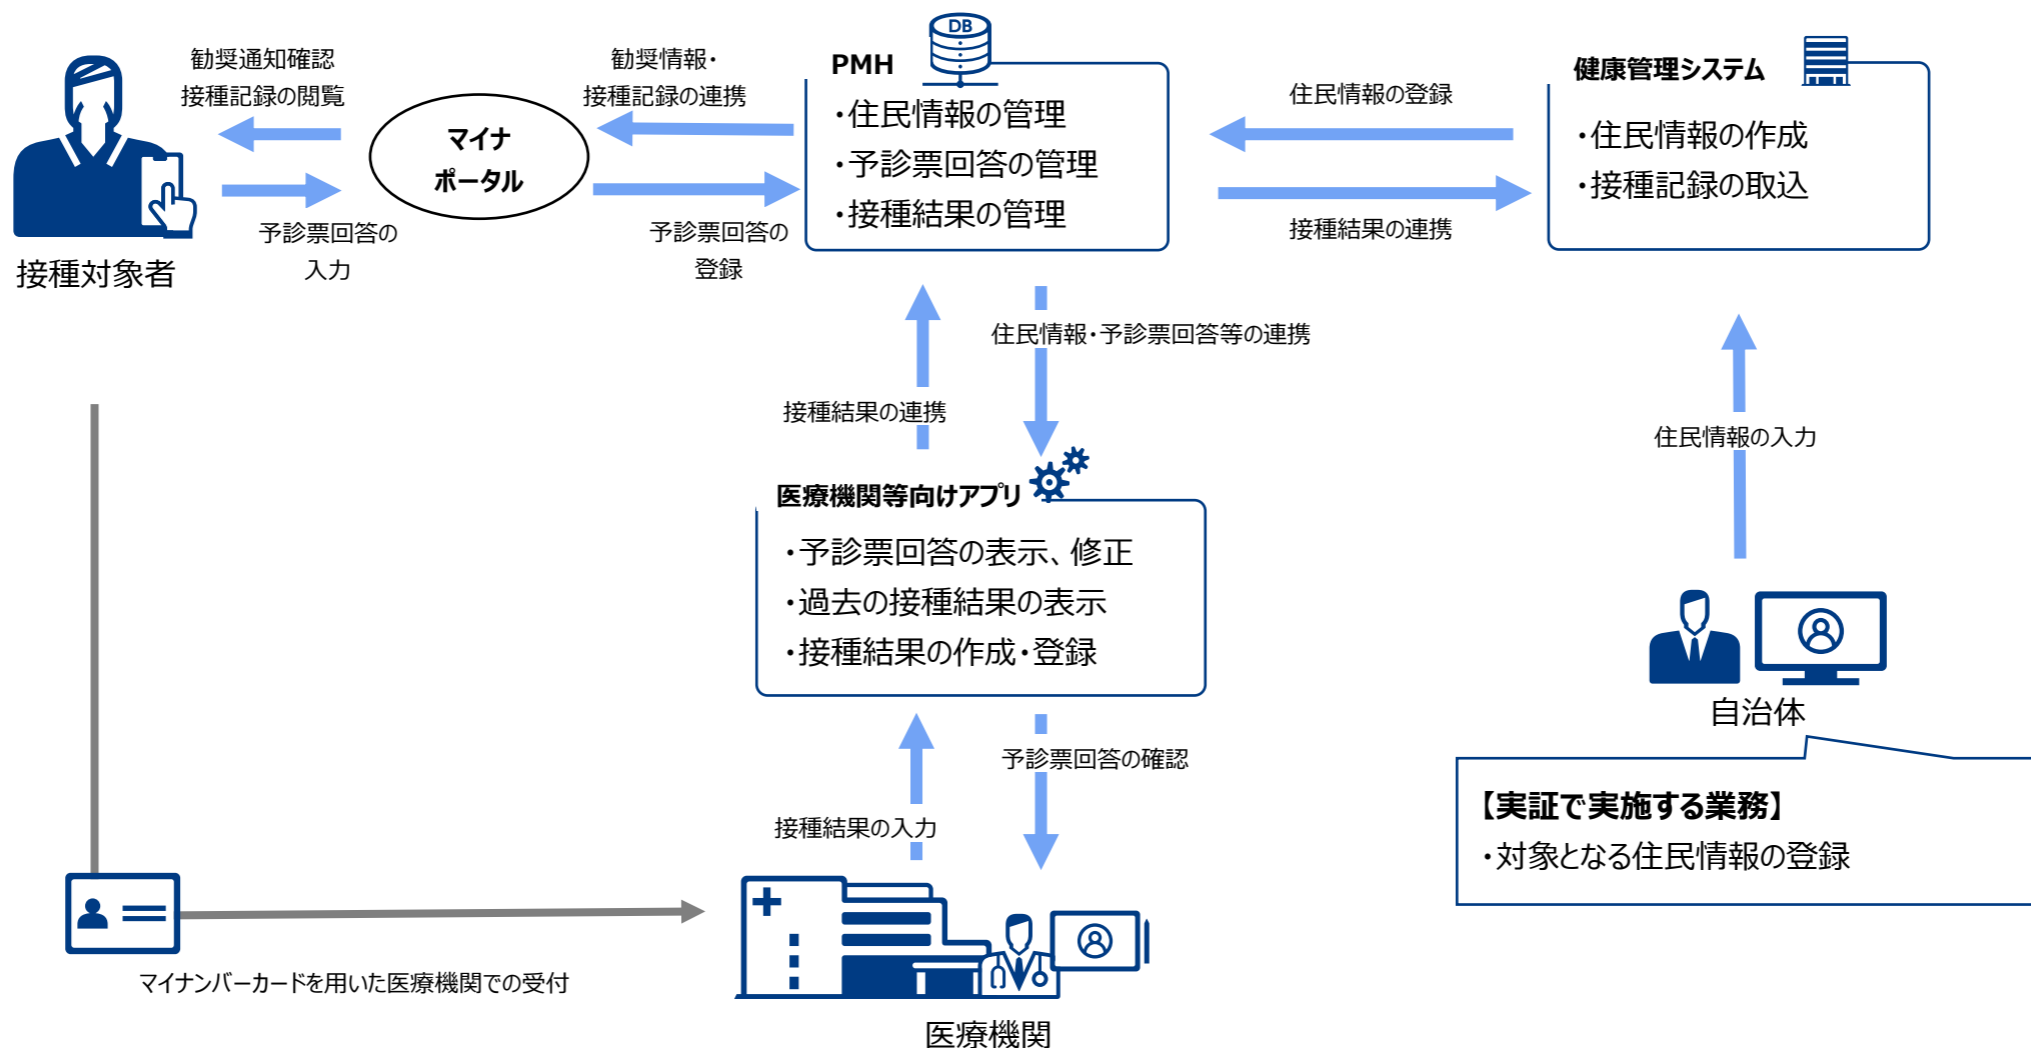 勧奨通知確認
接種記録の閲覧
予診票回答の
入力
接種対象者
マイナ
ポータル
勧奨情報・
接種記録の連携
予診票回答の
登録
DB
PMH
・住民情報の管理
・予診票回答の管理
・接種結果の管理
住民情報の登録
接種結果の連携
健康管理システム
・住民情報の作成
・接種記録の取込
住民情報・予診票回答等の連携
接種結果の連携
住民情報の入力
医療機関等向けアプリ
・予診票回答の表示、修正
・過去の接種結果の表示
・接種結果の作成・登録
自治体
予診票回答の確認
接種結果の入力
【実証で実施する業務】
・対象となる住民情報の登録
マイナンバーカードを用いた医療機関での受付
医療機関